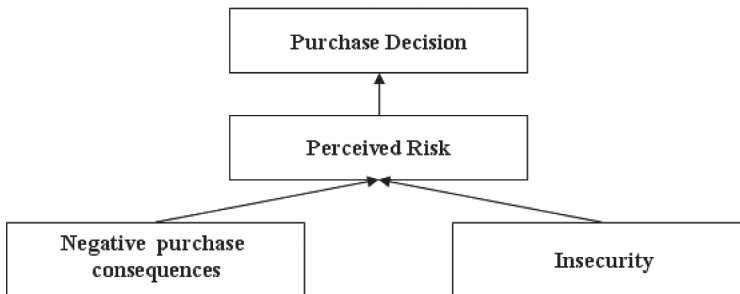 Purchase Decision
Perceived Risk
Negative purchase
consequences
Insecurity